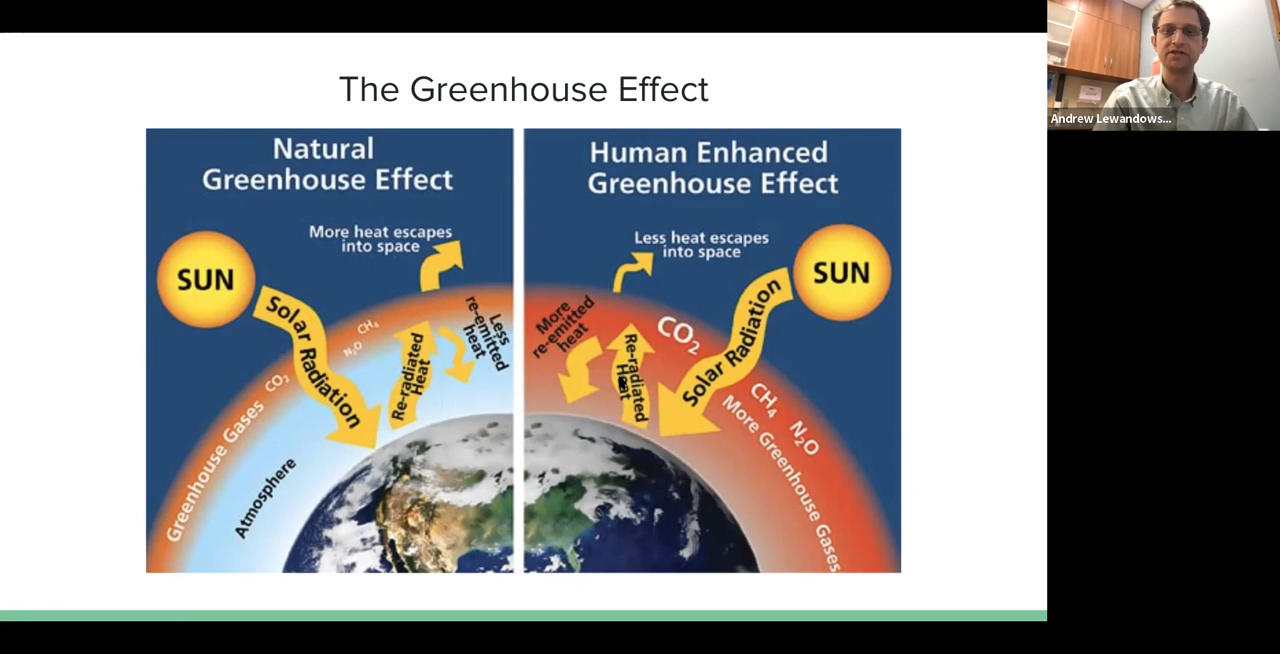 The Greenhouse Effect
Natural
Greenhouse Effect
More heat escapes
into space
SUN
Solar Radiation
CH₄
N₂O
CO₂
Greenhouse Gases
Atmosphere
Re-radiated
Heat
Less
re-emitted
heat
Human Enhanced
Greenhouse Effect
Less heat escapes
into space
SUN
Solar Radiation
More
re-emitted
heat
Re-radiated
Heat
CO₂
CH₄
N₂O
More Greenhouse Gases
Andrew Lewandows...